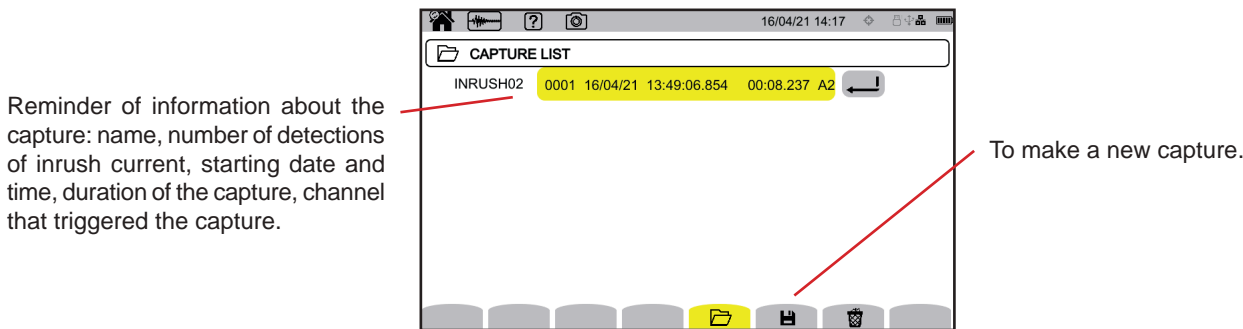 16/04/21 14:17
CAPTURE LIST
INRUSH02 0001 16/04/21 13:49:06.854 00:08.237 A2
Reminder of information about the
capture: name, number of detections
of inrush current, starting date and
time, duration of the capture, channel
that triggered the capture.
To make a new capture.